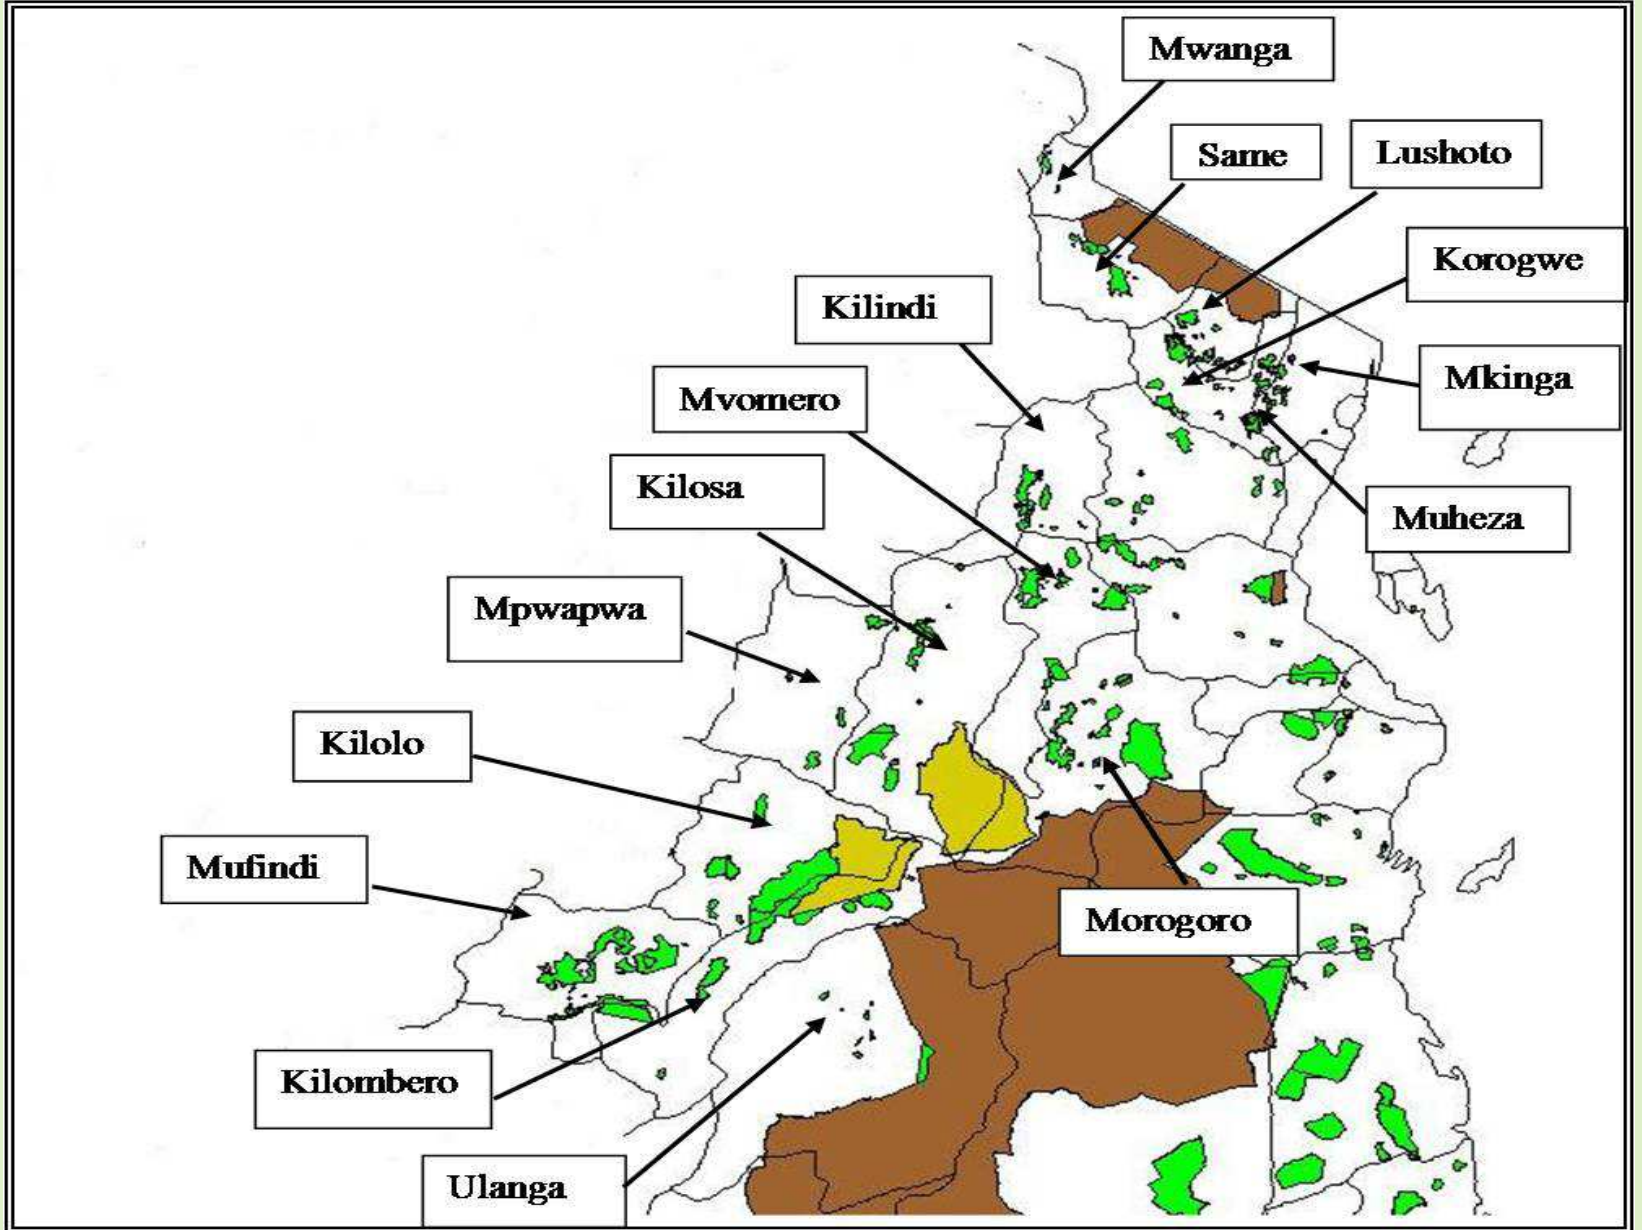 Mwanga
Same
Lushoto
Korogwe
Kilindi
Mkinga
Mvomero
Kilosa
Muheza
Mpwapwa
Kilolo
Mufindi
Morogoro
Kilombero
Ulanga